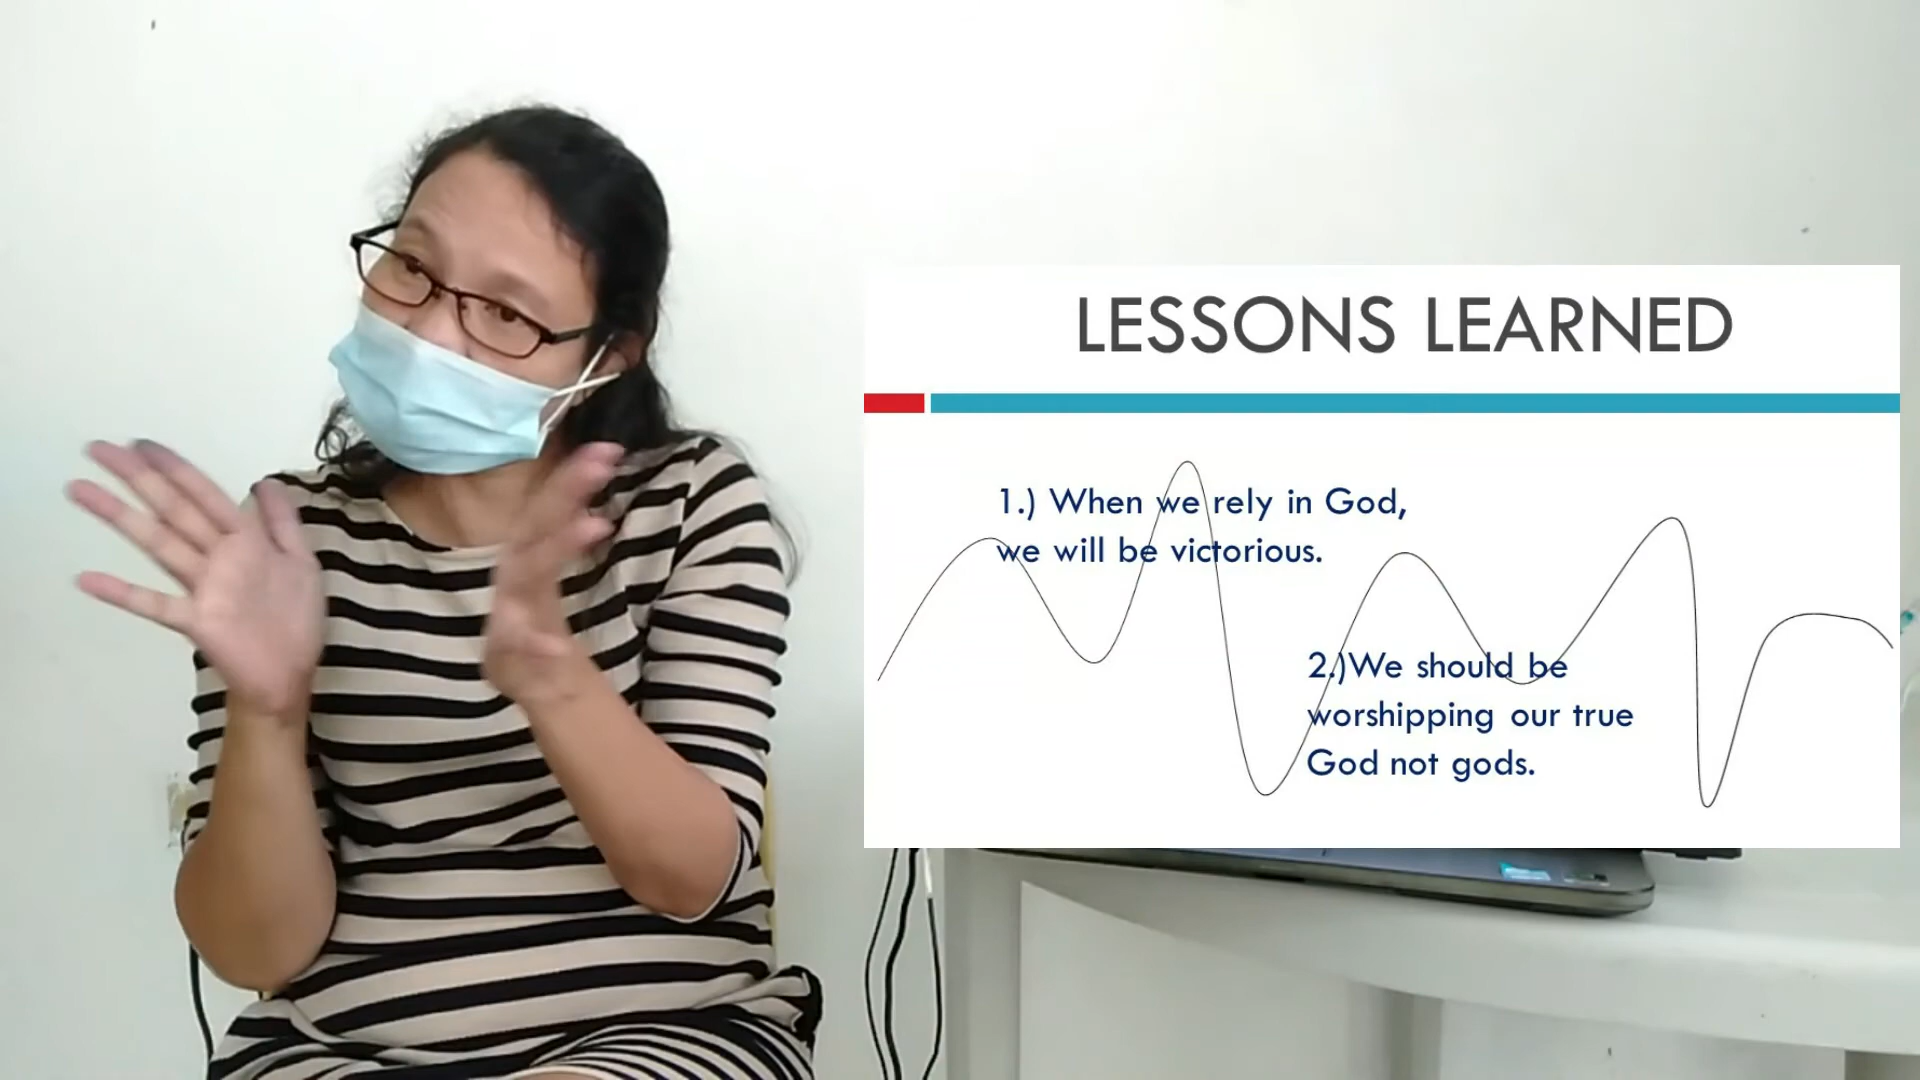 LESSONS LEARNED
1.) When we rely in God,
we will be victorious.
2.)We should be
worshipping our true
God not gods.